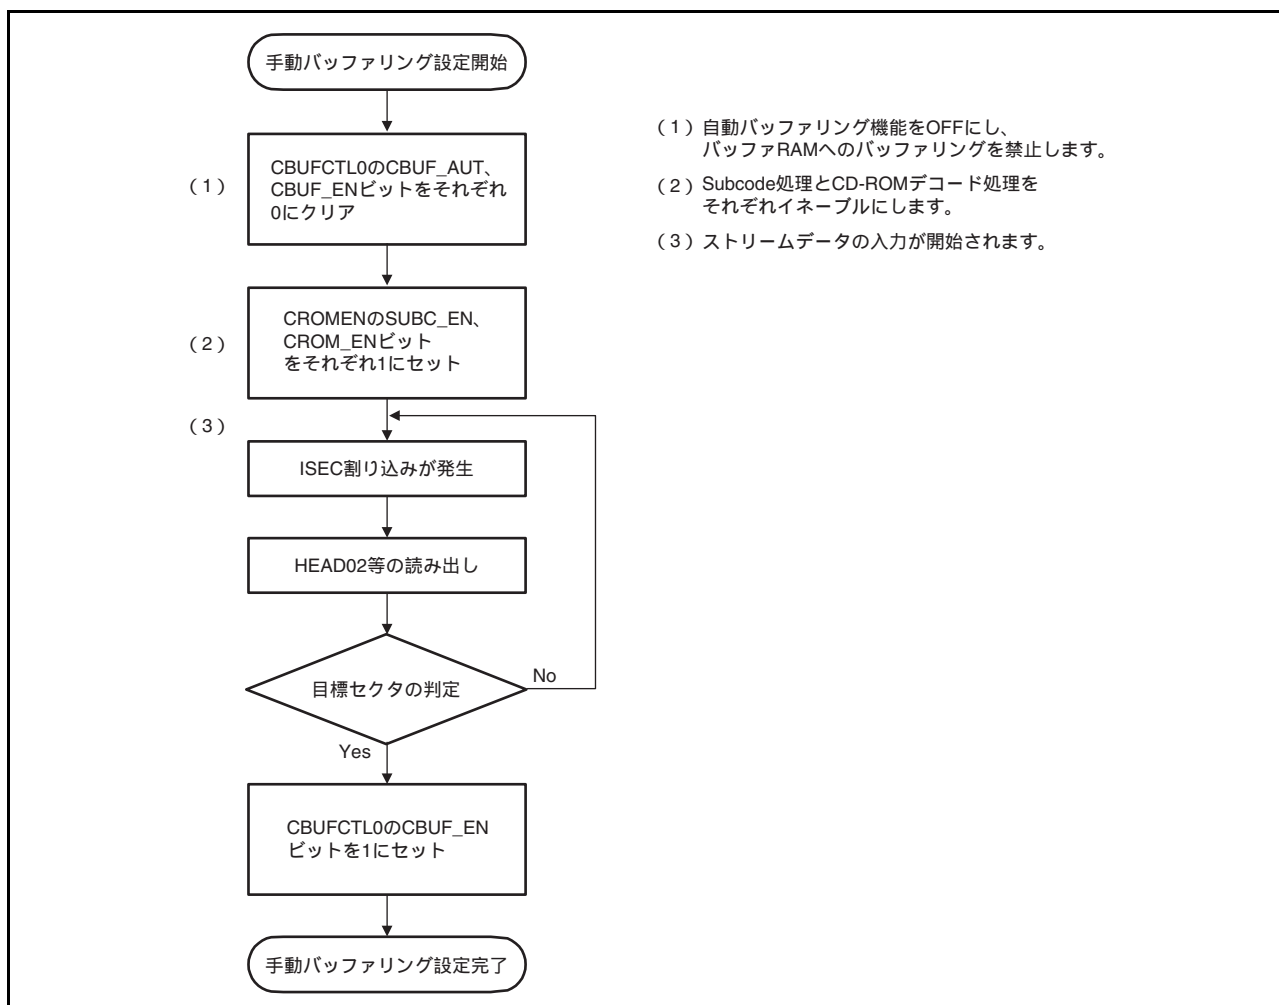 手動バッファリング設定開始
(1)
CBUFCTL0のCBUF_AUT、
CBUF_ENビットをそれぞれ
0にクリア
(2)
CROMENのSUBC_EN、
CROM_ENビット
をそれぞれ1にセット
(3)
ISEC割り込みが発生
HEAD02等の読み出し
目標セクタの判定
No
Yes
CBUFCTL0のCBUF_EN
ビットを1にセット
手動バッファリング設定完了
(1)自動バッファリング機能をOFFにし、
バッファRAMへのバッファリングを禁止します。
(2)Subcode処理とCD-ROMデコード処理を
それぞれイネーブルにします。
(3)ストリームデータの入力が開始されます。